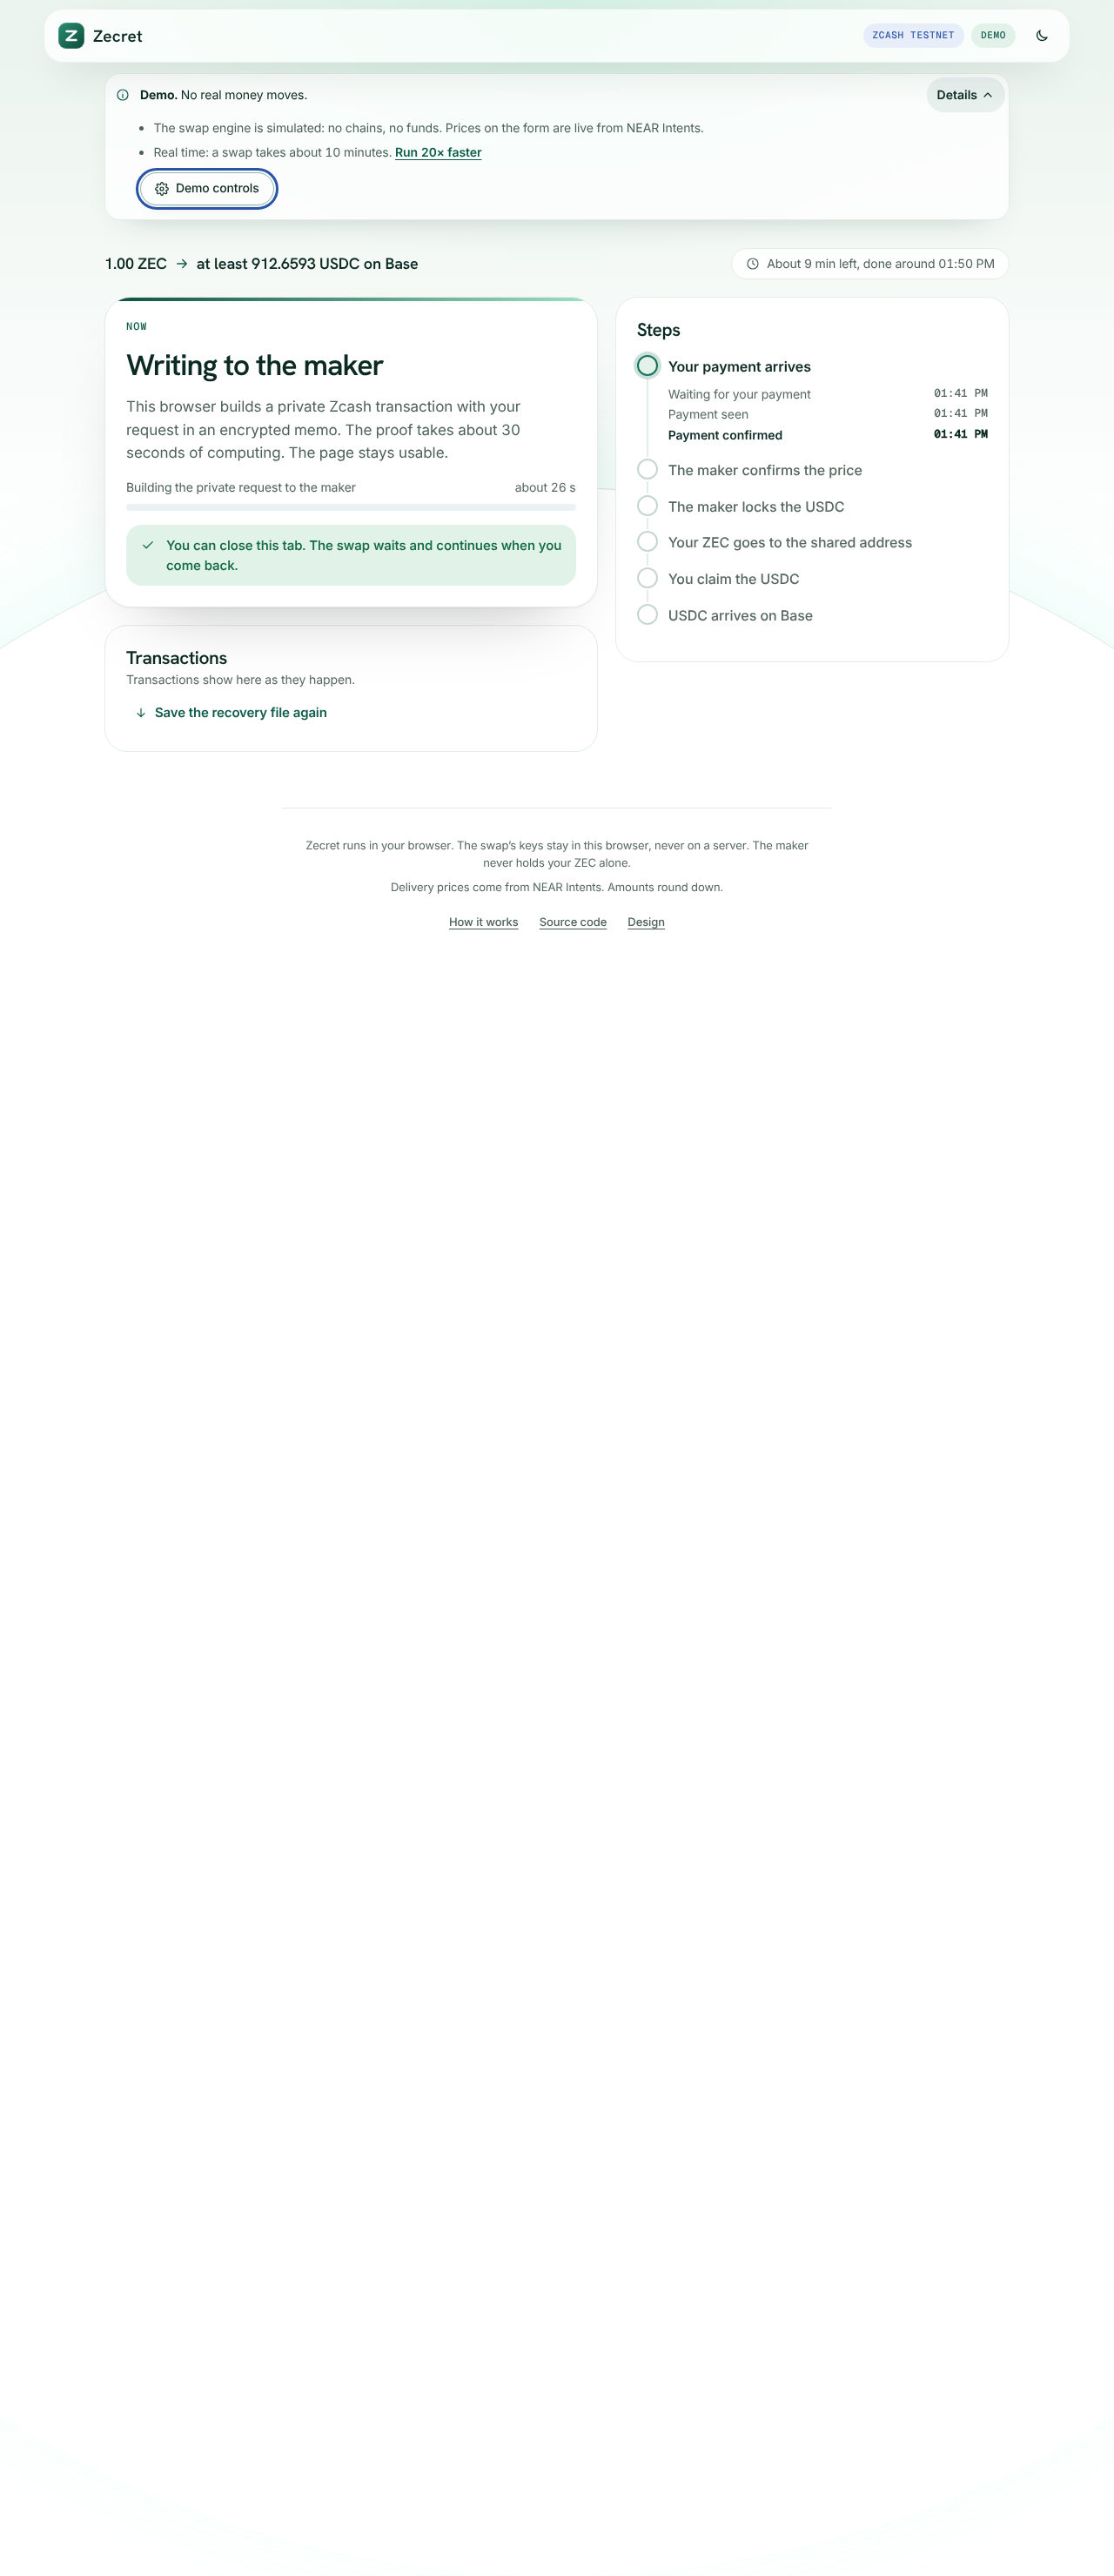 Zecret
ZCASH TESTNET
DEMO
Demo. No real money moves.
Details
The swap engine is simulated: no chains, no funds. Prices on the form are live from NEAR Intents.
Real time: a swap takes about 10 minutes. Run 20× faster
Demo controls
1.00 ZEC → at least 912.6593 USDC on Base
About 9 min left, done around 01:50 PM
NOW
Writing to the maker
This browser builds a private Zcash transaction with your
request in an encrypted memo. The proof takes about 30
seconds of computing. The page stays usable.
Building the private request to the maker
about 26 s
You can close this tab. The swap waits and continues when you
come back.
Steps
Your payment arrives
Waiting for your payment 01:41 PM
Payment seen 01:41 PM
Payment confirmed 01:41 PM
The maker confirms the price
The maker locks the USDC
Your ZEC goes to the shared address
You claim the USDC
USDC arrives on Base
Transactions
Transactions show here as they happen.
Save the recovery file again
Zecret runs in your browser. The swap’s keys stay in this browser, never on a server. The maker
never holds your ZEC alone.
Delivery prices come from NEAR Intents. Amounts round down.
How it works Source code Design